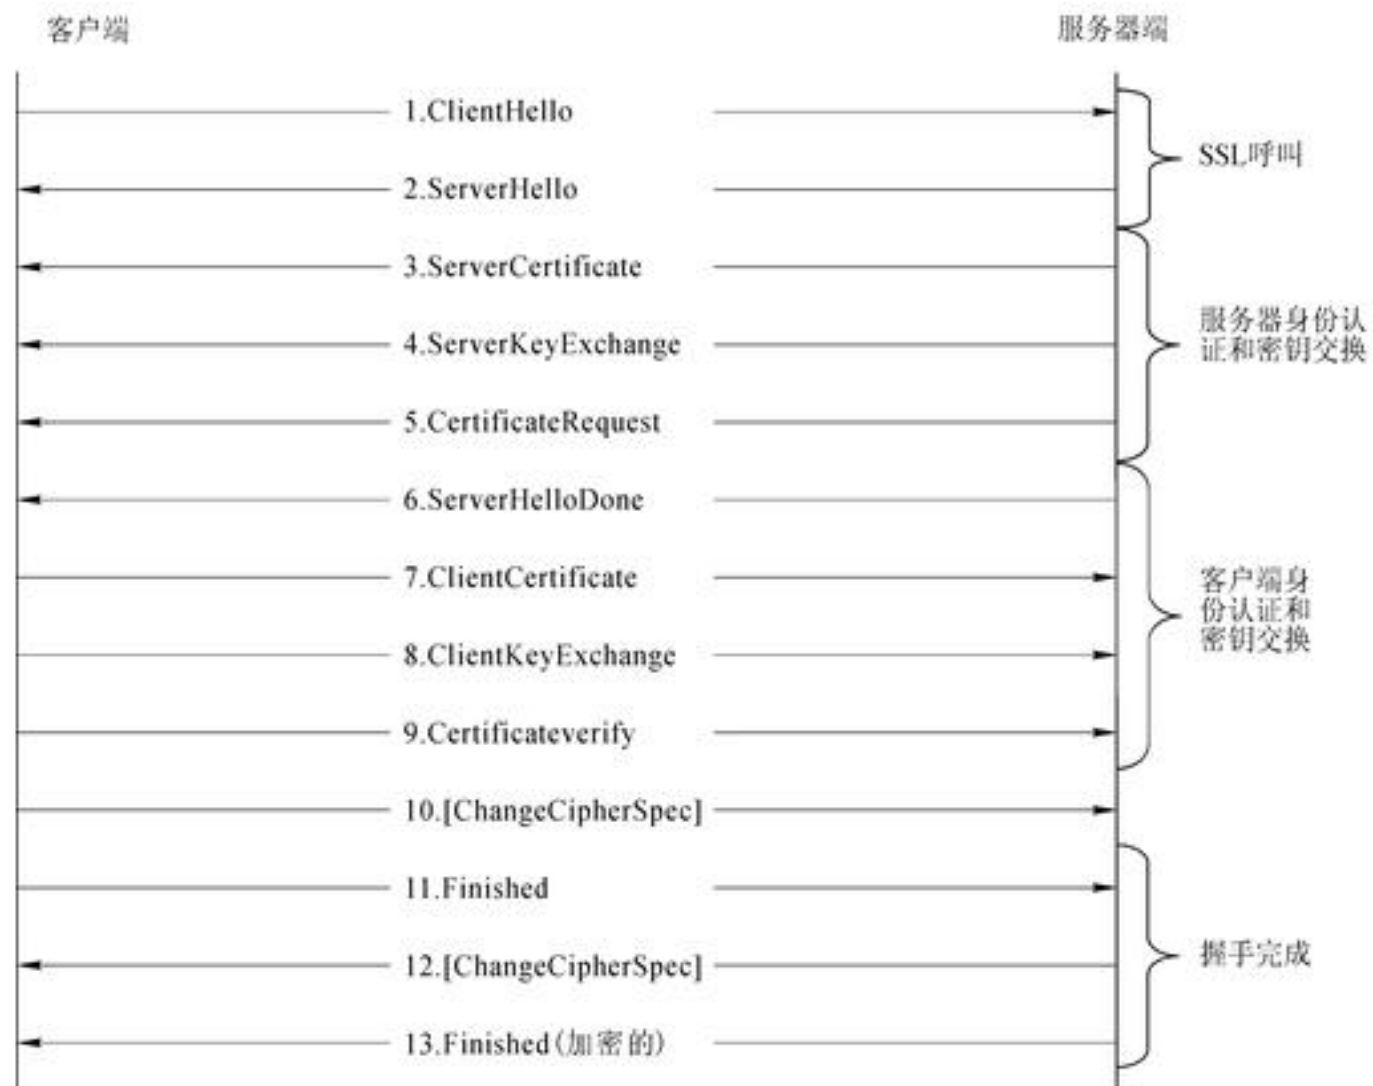 客户端
服务器端
1.ClientHello
SSL呼叫
2.ServerHello
3.ServerCertificate
服务器身份认
证和密钥交换
4.ServerKeyExchange
5.CertificateRequest
6.ServerHelloDone
7.ClientCertificate
客户端身
份认证和
密钥交换
8.ClientKeyExchange
9.Certificateverify
10.[ChangeCipherSpec]
11.Finished
握手完成
12.[ChangeCipherSpec]
13.Finished(加密的)